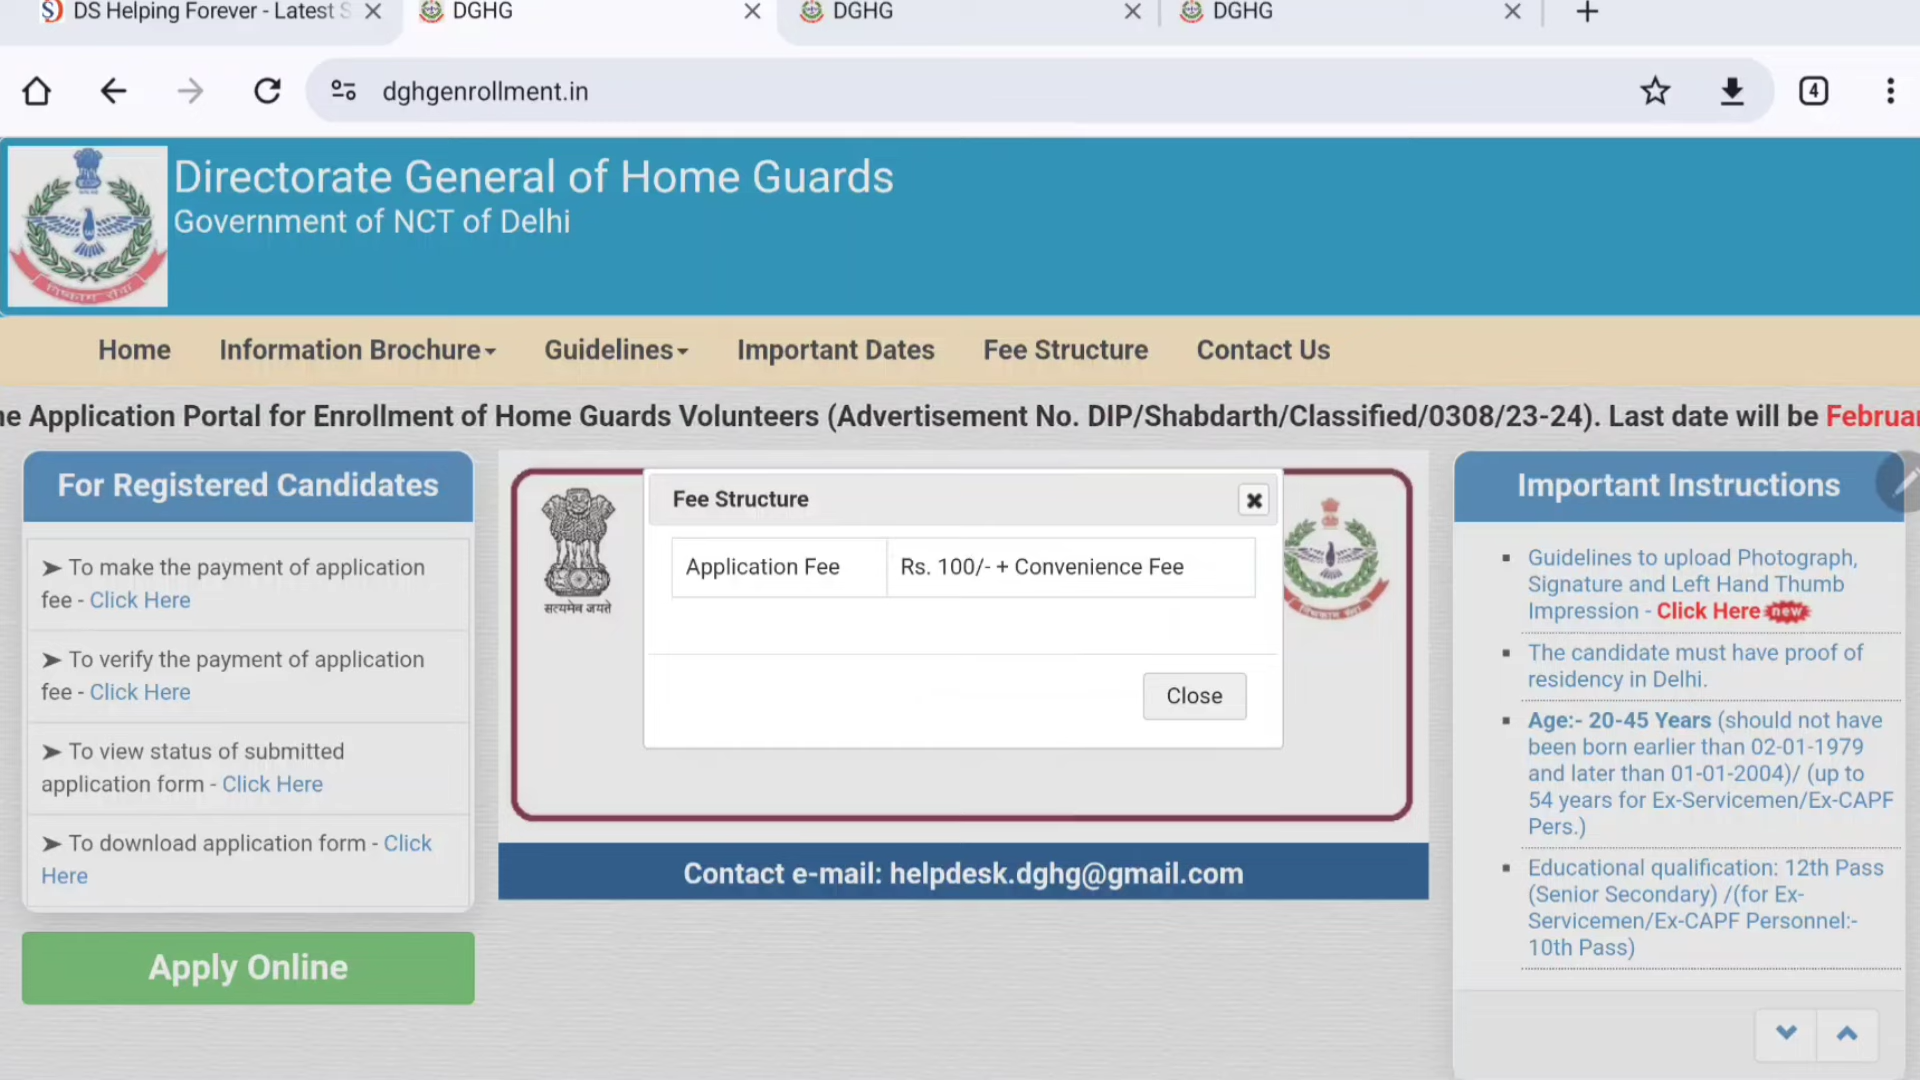 DS Helping Forever - Latest S
DGHG
DGHG
DGHG
dghgenrollment.in
4
Directorate General of Home Guards
Government of NCT of Delhi
निष्काम सेवा
Home
Information Brochure
Guidelines
Important Dates
Fee Structure
Contact Us
ne Application Portal for Enrollment of Home Guards Volunteers (Advertisement No. DIP/Shabdarth/Classified/0308/23-24). Last date will be Februar
For Registered Candidates
➤ To make the payment of application
fee - Click Here
➤ To verify the payment of application
fee - Click Here
➤ To view status of submitted
application form - Click Here
➤ To download application form - Click
Here
Apply Online
सत्यमेव जयते
Fee Structure
Application Fee
Rs. 100/- + Convenience Fee
Close
Contact e-mail: helpdesk.dghg@gmail.com
Important Instructions
Guidelines to upload Photograph,
Signature and Left Hand Thumb
Impression - Click Here new
The candidate must have proof of
residency in Delhi.
Age:- 20-45 Years (should not have
been born earlier than 02-01-1979
and later than 01-01-2004)/ (up to
54 years for Ex-Servicemen/Ex-CAPF
Pers.)
Educational qualification: 12th Pass
(Senior Secondary) /(for Ex-
Servicemen/Ex-CAPF Personnel:-
10th Pass)